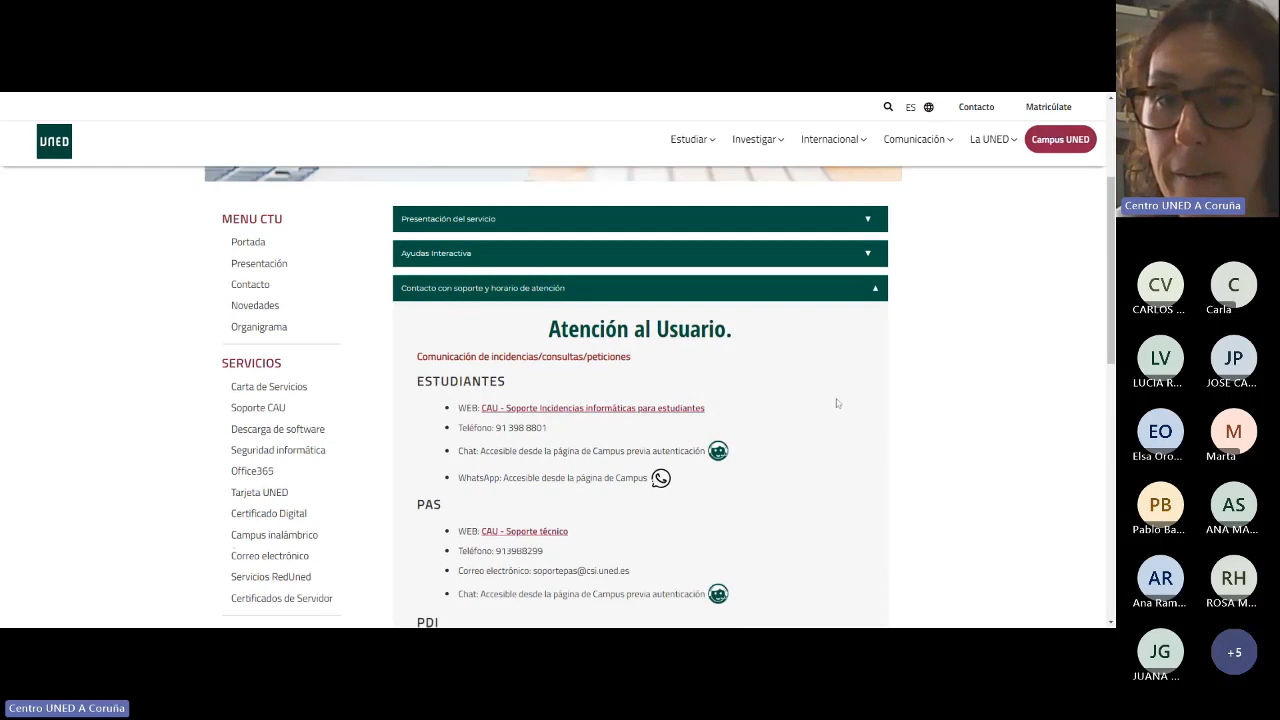 ES
Contacto
Matricúlate
UNED
Estudiar
Investigar
Internacional
Comunicación
La UNED
Campus UNED
MENU CTU
Portada
Presentación
Contacto
Novedades
Organigrama
SERVICIOS
Carta de Servicios
Soporte CAU
Descarga de software
Seguridad informática
Office365
Tarjeta UNED
Certificado Digital
Campus inalámbrico
Correo electrónico
Servicios RedUned
Certificados de Servidor
Presentación del servicio
Ayudas Interactiva
Contacto con soporte y horario de atención
Atención al Usuario.
Comunicación de incidencias/consultas/peticiones
ESTUDIANTES
WEB: CAU - Soporte Incidencias informáticas para estudiantes
Teléfono: 91 398 8801
Chat: Accesible desde la página de Campus previa autenticación
WhatsApp: Accesible desde la página de Campus
PAS
WEB: CAU - Soporte técnico
Teléfono: 913988299
Correo electrónico: soportepas@csi.uned.es
Chat: Accesible desde la página de Campus previa autenticación
PDI
Centro UNED A Coruña
CV
CARLOS ...
C
Carla
LV
LUCIA R...
JP
JOSE CA...
EO
Elsa Oro...
M
Marta
PB
Pablo Ba...
AS
ANA MA...
AR
Ana Ram...
RH
ROSA M...
JG
JUANA ...
+5
Centro UNED A Coruña